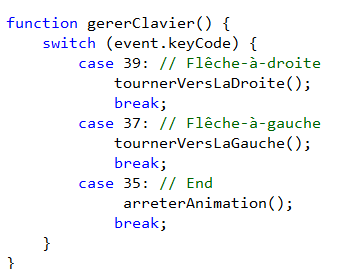 function gererClavier() {
    switch (event.keyCode) {
        case 39: // Flêche-à-droite
            tournerVersLaDroite();
            break;
        case 37: // Flêche-à-gauche
            tournerVersLaGauche();
            break;
        case 35: // End
             arreterAnimation();
            break;
    }
}